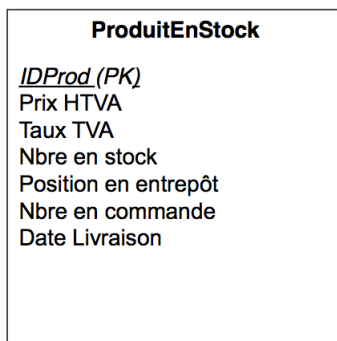 ProduitEnStock
IDProd (PK)
Prix HTVA
Taux TVA
Nbre en stock
Position en entrepôt
Nbre en commande
Date Livraison